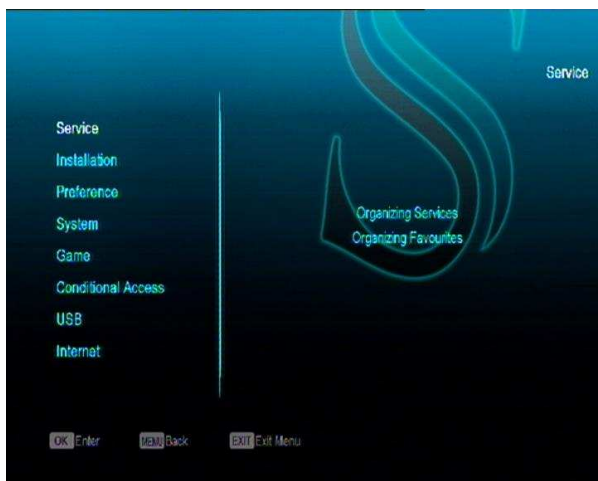 Service
Service
Installation
Preference
System
Game
Conditional Access
USB
Internet
Organizing Services
Organizing Favourites
OK Enter
MENU Back
EXIT Exit Menu